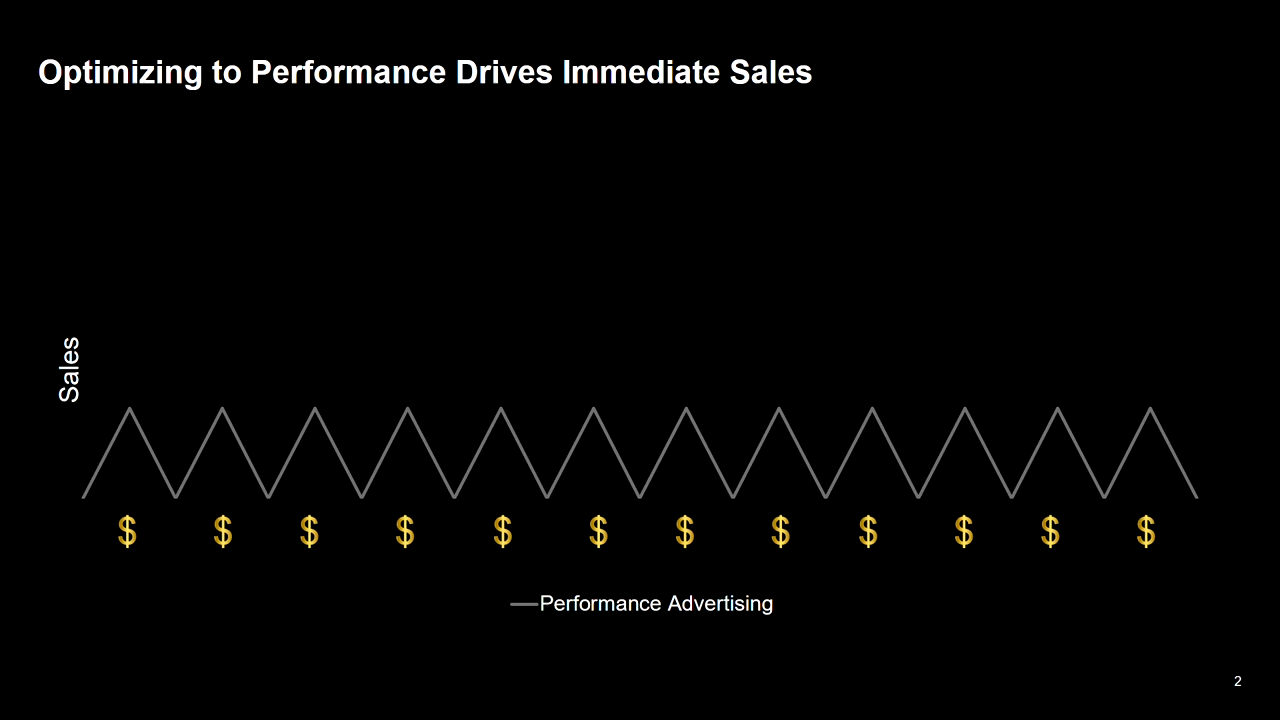 Optimizing to Performance Drives Immediate Sales
Sales
$ $ $ $ $ $ $ $ $ $ $ $
Performance Advertising
2